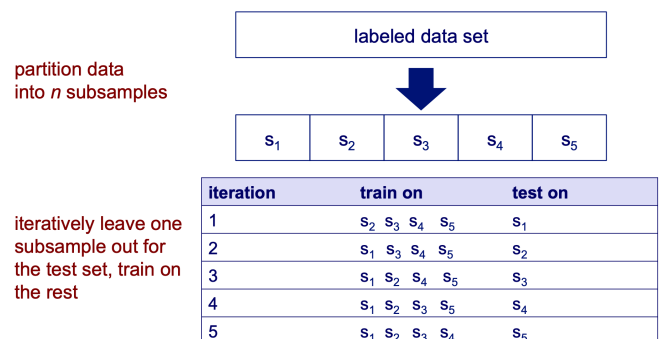 labeled data set
partition data
into n subsamples
s₁ s₂ s₃ s₄ s₅
iteration train on test on
1 s₂ s₃ s₄ s₅ s₁
2 s₁ s₃ s₄ s₅ s₂
3 s₁ s₂ s₄ s₅ s₃
4 s₁ s₂ s₃ s₅ s₄
5 s₁ s₂ s₃ s₄ s₅
iteratively leave one
subsample out for
the test set, train on
the rest